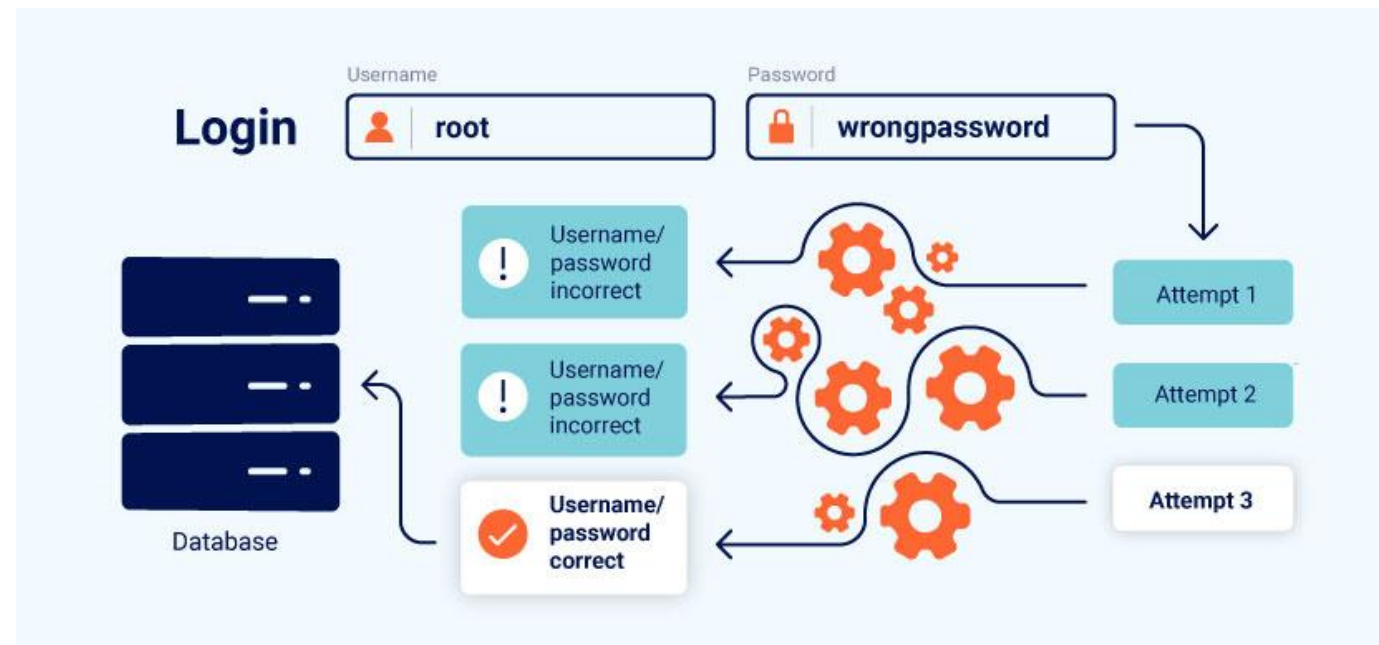 Username
Password
Login
root
wrongpassword
Username/
password
incorrect
Attempt 1
Username/
password
incorrect
Attempt 2
Username/
password
correct
Attempt 3
Database